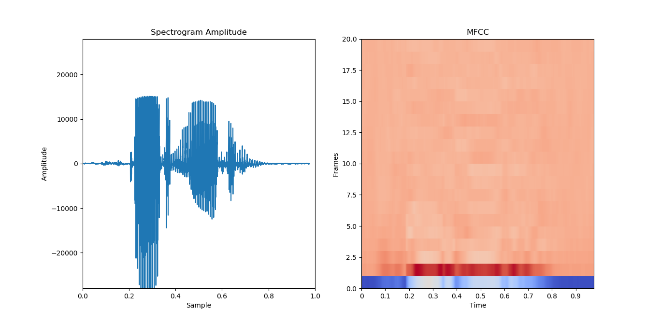 Spectrogram Amplitude
Amplitude
20000
10000
0
−10000
−20000
0.0 0.2 0.4 0.6 0.8 1.0
Sample
MFCC
Frames
20.0
17.5
15.0
12.5
10.0
7.5
5.0
2.5
0.0
0 0.1 0.2 0.3 0.4 0.5 0.6 0.7 0.8 0.9
Time